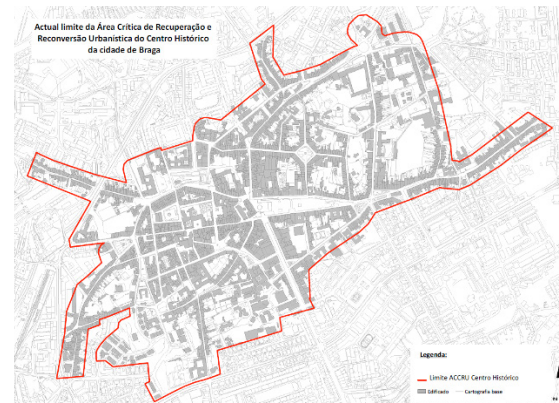 Actual limite da Área Crítica de Recuperação e
Reconversão Urbanística do Centro Histórico
da cidade de Braga
Legenda:
Limite ACCRU Centro Histórico
Edificado Cartografia base